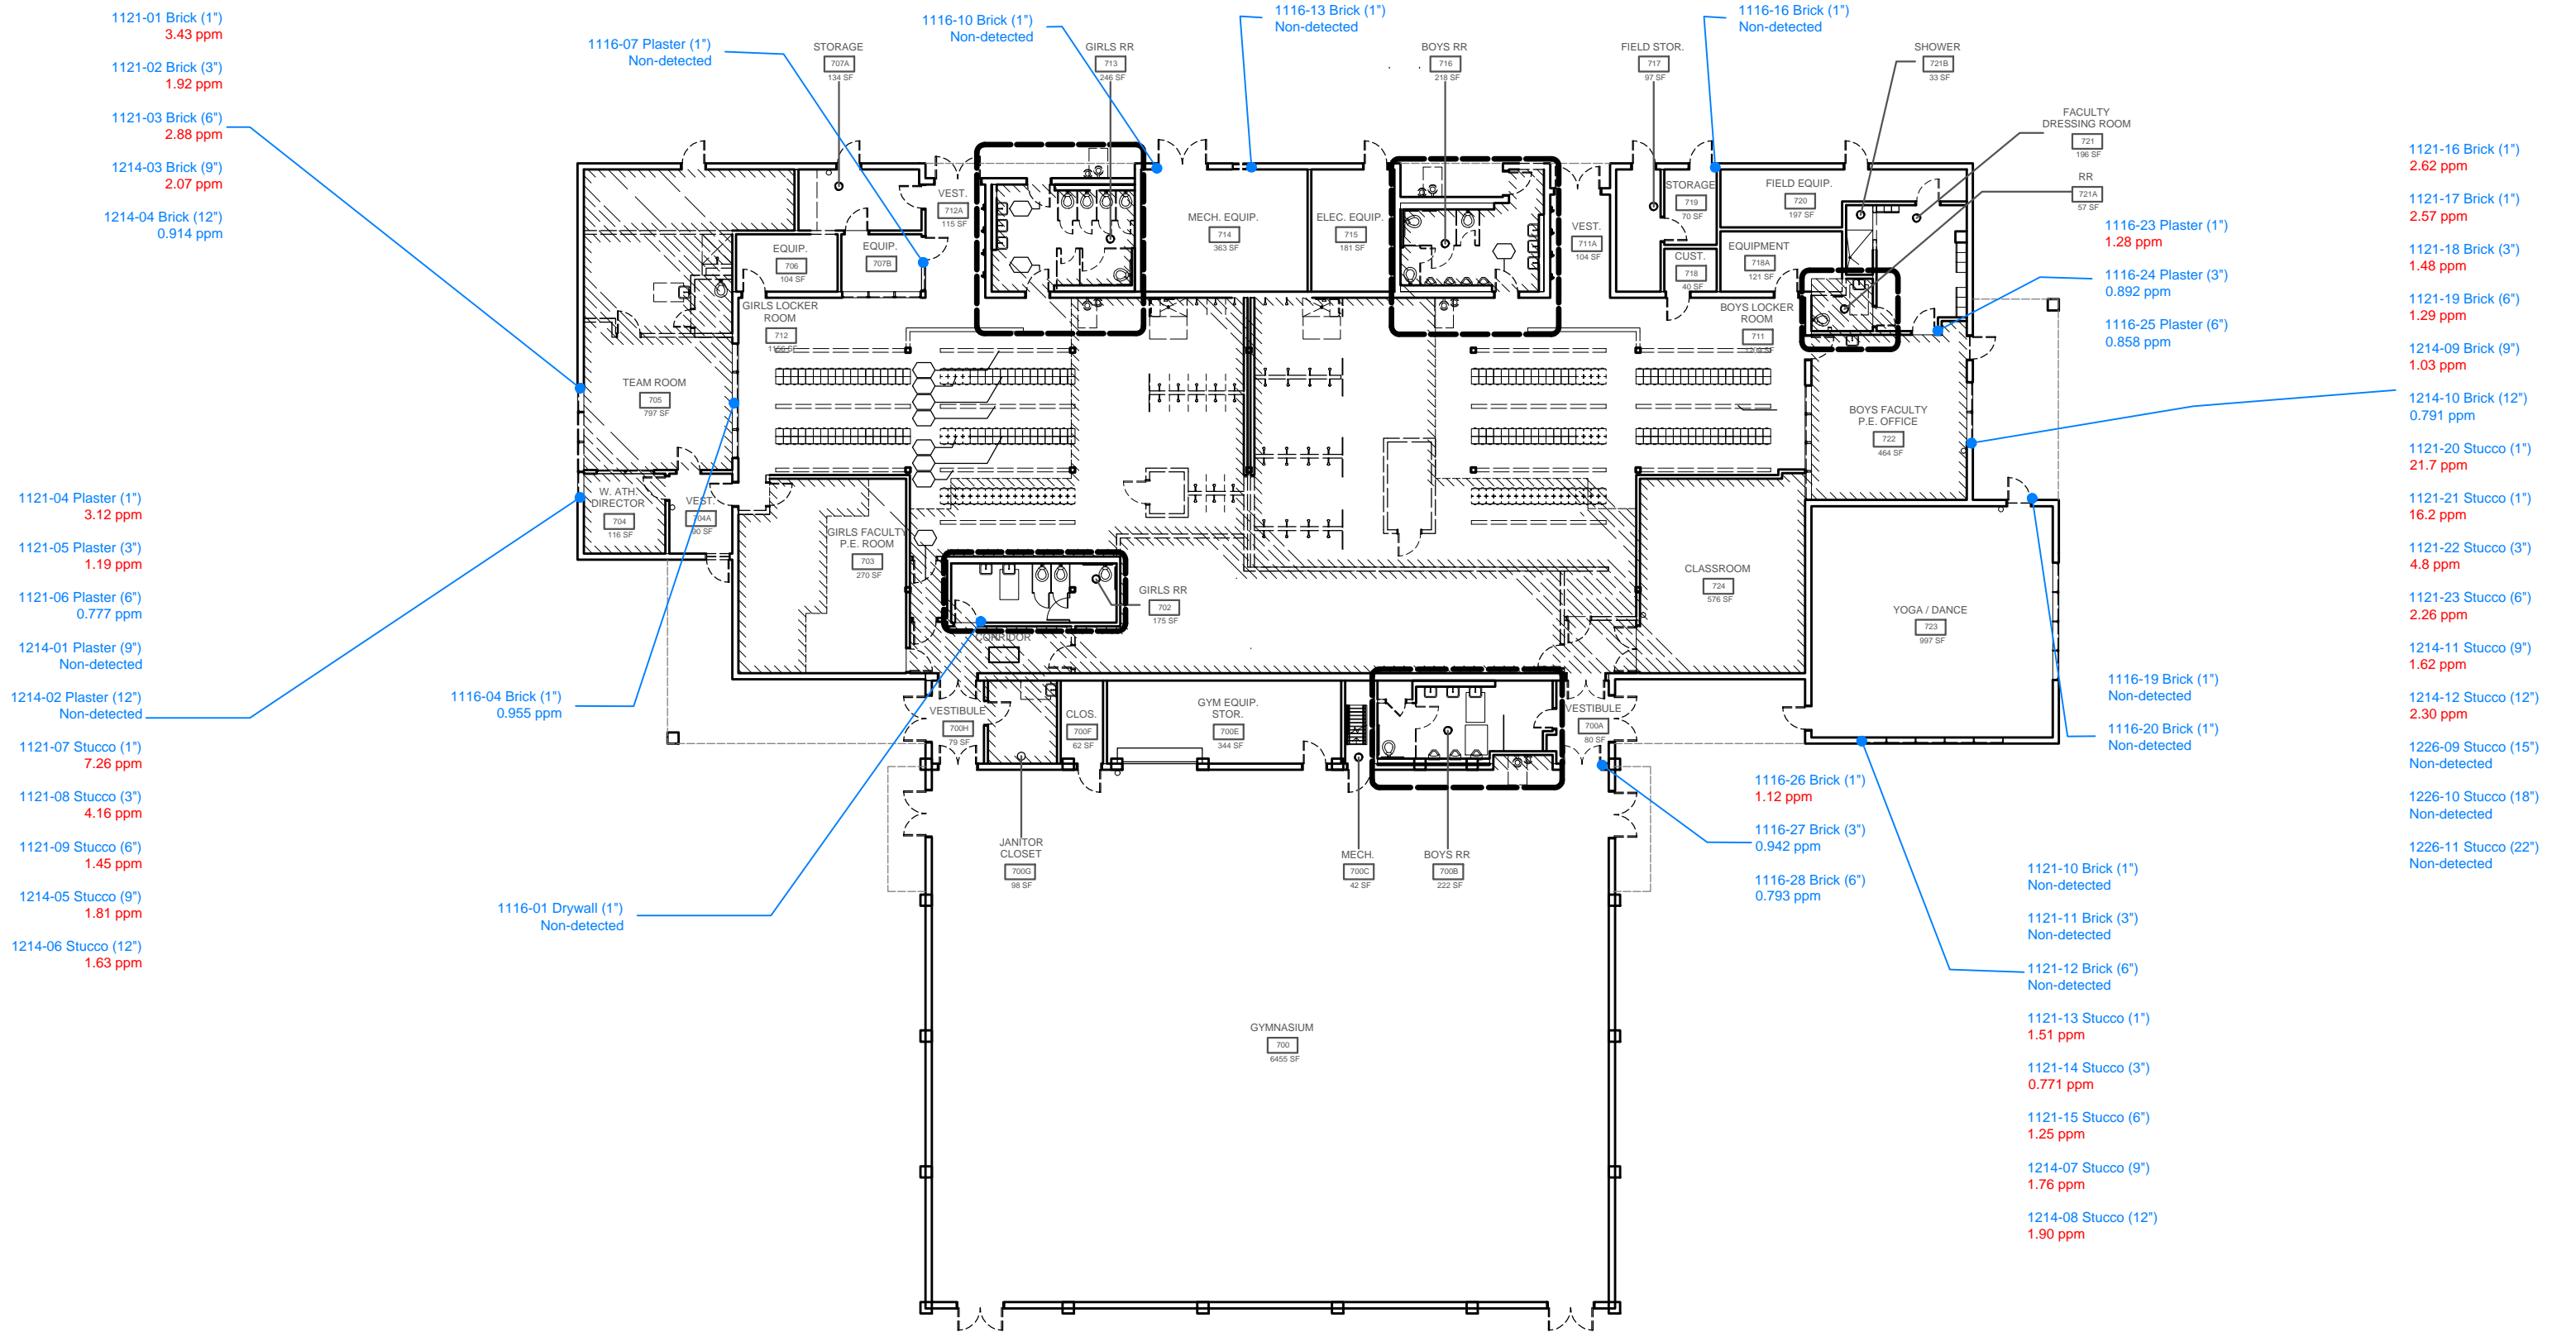 1121-01 Brick (1")
3.43 ppm
1121-02 Brick (3")
1.92 ppm
1121-03 Brick (6")
2.88 ppm
1214-03 Brick (9")
2.07 ppm
1214-04 Brick (12")
0.914 ppm
1116-07 Plaster (1")
Non-detected
1116-10 Brick (1")
Non-detected
1116-13 Brick (1")
Non-detected
1116-16 Brick (1")
Non-detected
STORAGE
707A
134 SF
GIRLS RR
713
246 SF
BOYS RR
716
218 SF
FIELD STOR.
717
97 SF
SHOWER
721B
33 SF
FACULTY
DRESSING ROOM
721
196 SF
RR
721A
57 SF
VEST.
712A
115 SF
MECH. EQUIP.
714
363 SF
ELEC. EQUIP.
715
181 SF
VEST.
711A
104 SF
STORAGE
719
70 SF
FIELD EQUIP.
720
197 SF
EQUIP.
706
104 SF
EQUIP.
707B
CUST.
718
40 SF
EQUIPMENT
718A
121 SF
GIRLS LOCKER
ROOM
712
1156 SF
BOYS LOCKER
ROOM
711
TEAM ROOM
705
797 SF
BOYS FACULTY
P.E. OFFICE
722
464 SF
W. ATH.
DIRECTOR
704
116 SF
VEST.
704A
90 SF
GIRLS FACULTY
P.E. ROOM
703
270 SF
GIRLS RR
702
175 SF
CORRIDOR
CLASSROOM
724
576 SF
YOGA / DANCE
723
997 SF
VESTIBULE
700H
79 SF
CLOS.
700F
62 SF
GYM EQUIP.
STOR.
700E
344 SF
VESTIBULE
700A
80 SF
JANITOR
CLOSET
700G
98 SF
MECH.
700C
42 SF
BOYS RR
700B
222 SF
GYMNASIUM
700
6455 SF
1121-04 Plaster (1")
3.12 ppm
1121-05 Plaster (3")
1.19 ppm
1121-06 Plaster (6")
0.777 ppm
1214-01 Plaster (9")
Non-detected
1214-02 Plaster (12")
Non-detected
1121-07 Stucco (1")
7.26 ppm
1121-08 Stucco (3")
4.16 ppm
1121-09 Stucco (6")
1.45 ppm
1214-05 Stucco (9")
1.81 ppm
1214-06 Stucco (12")
1.63 ppm
1116-04 Brick (1")
0.955 ppm
1116-01 Drywall (1")
Non-detected
1116-23 Plaster (1")
1.28 ppm
1116-24 Plaster (3")
0.892 ppm
1116-25 Plaster (6")
0.858 ppm
1121-16 Brick (1")
2.62 ppm
1121-17 Brick (1")
2.57 ppm
1121-18 Brick (3")
1.48 ppm
1121-19 Brick (6")
1.29 ppm
1214-09 Brick (9")
1.03 ppm
1214-10 Brick (12")
0.791 ppm
1121-20 Stucco (1")
21.7 ppm
1121-21 Stucco (1")
16.2 ppm
1121-22 Stucco (3")
4.8 ppm
1121-23 Stucco (6")
2.26 ppm
1214-11 Stucco (9")
1.62 ppm
1214-12 Stucco (12")
2.30 ppm
1226-09 Stucco (15")
Non-detected
1226-10 Stucco (18")
Non-detected
1226-11 Stucco (22")
Non-detected
1116-19 Brick (1")
Non-detected
1116-20 Brick (1")
Non-detected
1116-26 Brick (1")
1.12 ppm
1116-27 Brick (3")
0.942 ppm
1116-28 Brick (6")
0.793 ppm
1121-10 Brick (1")
Non-detected
1121-11 Brick (3")
Non-detected
1121-12 Brick (6")
Non-detected
1121-13 Stucco (1")
1.51 ppm
1121-14 Stucco (3")
0.771 ppm
1121-15 Stucco (6")
1.25 ppm
1214-07 Stucco (9")
1.76 ppm
1214-08 Stucco (12")
1.90 ppm